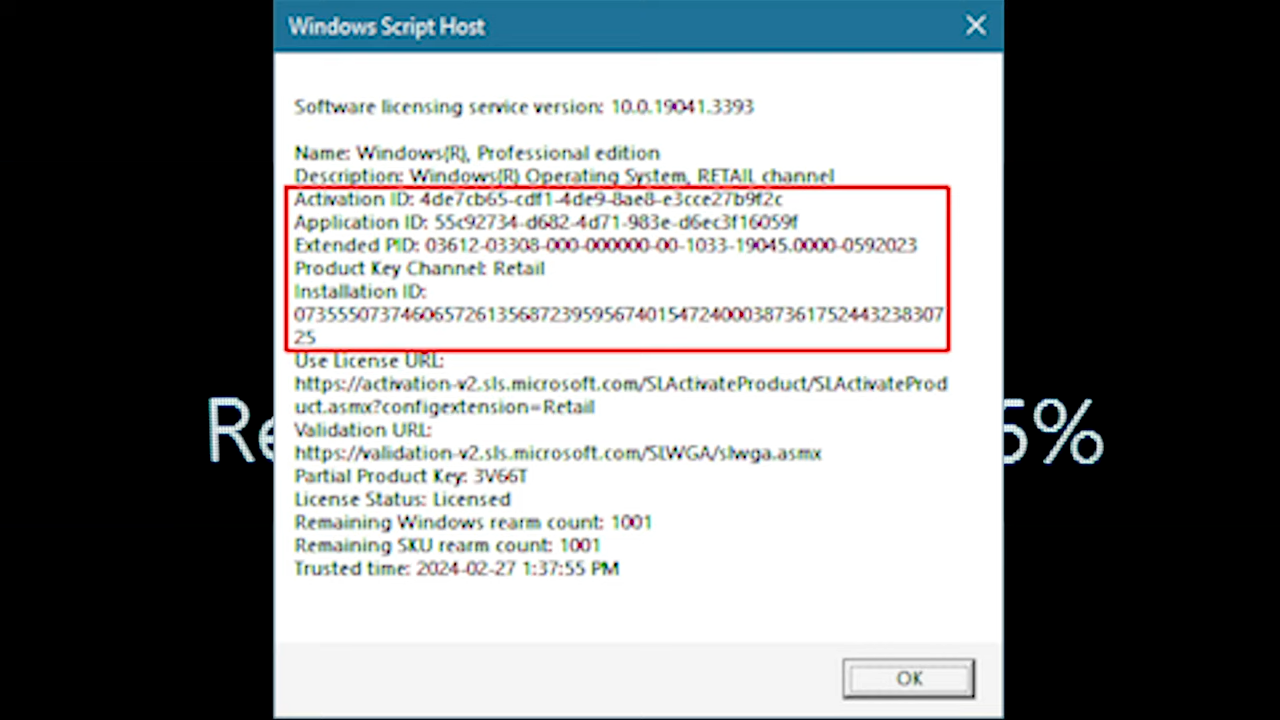 Windows Script Host
Software licensing service version: 10.0.19041.3393
Name: Windows(R), Professional edition
Description: Windows(R) Operating System, RETAIL channel
Activation ID: 4de7cb65-cdf1-4de9-8ae8-e3cce27b9f2c
Application ID: 55c92734-d682-4d71-983e-d6ec3f16059f
Extended PID: 03612-03308-000-000000-00-1033-19045.0000-0592023
Product Key Channel: Retail
Installation ID:
0735550737460657261356872395956740154724000387361752443238307
25
Use License URL:
https://activation-v2.sls.microsoft.com/SLActivateProduct/SLActivateProd
uct.asmx?configextension=Retail
Validation URL:
https://validation-v2.sls.microsoft.com/SLWGA/slwga.asmx
Re 5%
Partial Product Key: 3V66T
License Status: Licensed
Remaining Windows rearm count: 1001
Remaining SKU rearm count: 1001
Trusted time: 2024-02-27 1:37:55 PM
OK